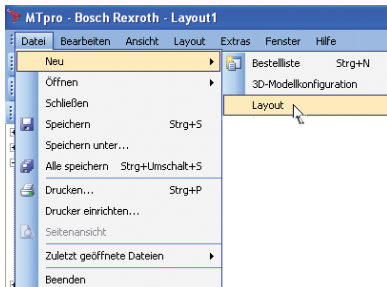 MTpro - Bosch Rexroth - Layout1
Datei Bearbeiten Ansicht Layout Extras Fenster Hilfe
Neu
Öffnen
Schließen
Speichern Strg+S
Speichern unter...
Alle speichern Strg+Umschalt+S
Drucken... Strg+P
Drucker einrichten...
Seitenansicht
Zuletzt geöffnete Dateien
Beenden
Bestellliste Strg+N
3D-Modellkonfiguration
Layout